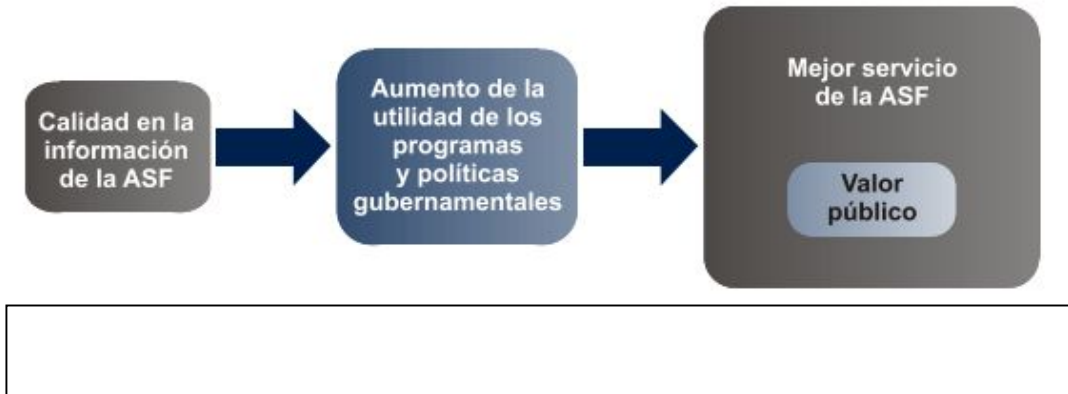 Calidad en la
información
de la ASF
Aumento de la
utilidad de los
programas
y políticas
gubernamentales
Mejor servicio
de la ASF
Valor
público